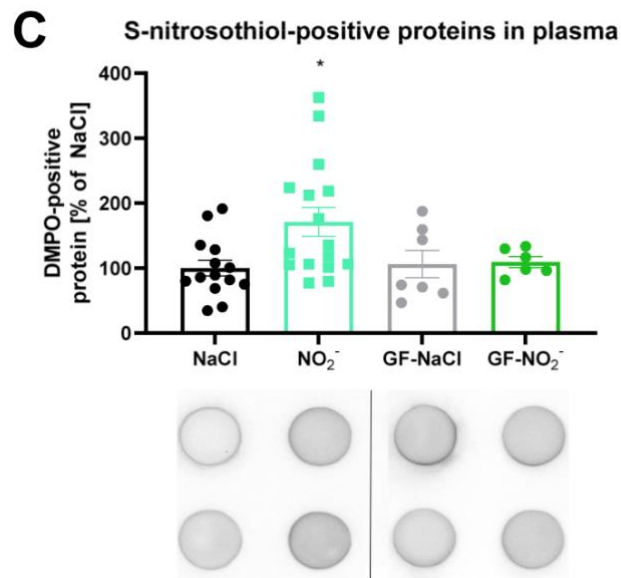 C
S-nitrosothiol-positive proteins in plasma
*
DMPO-positive
protein [% of NaCl]
400
300
200
100
0
NaCl NO₂⁻ GF-NaCl GF-NO₂⁻